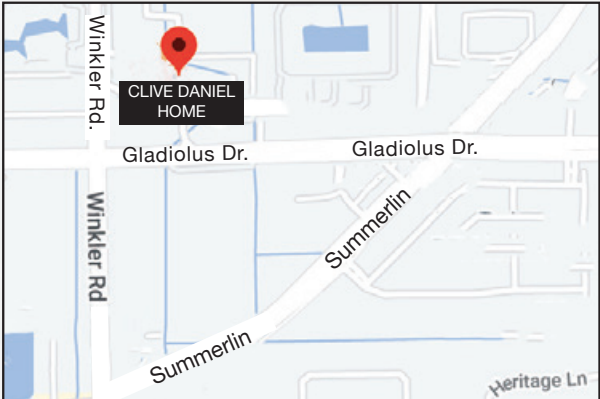 Winkler Rd.
CLIVE DANIEL
HOME
Gladiolus Dr.
Gladiolus Dr.
Winkler Rd
Summerlin
Summerlin
Heritage Ln